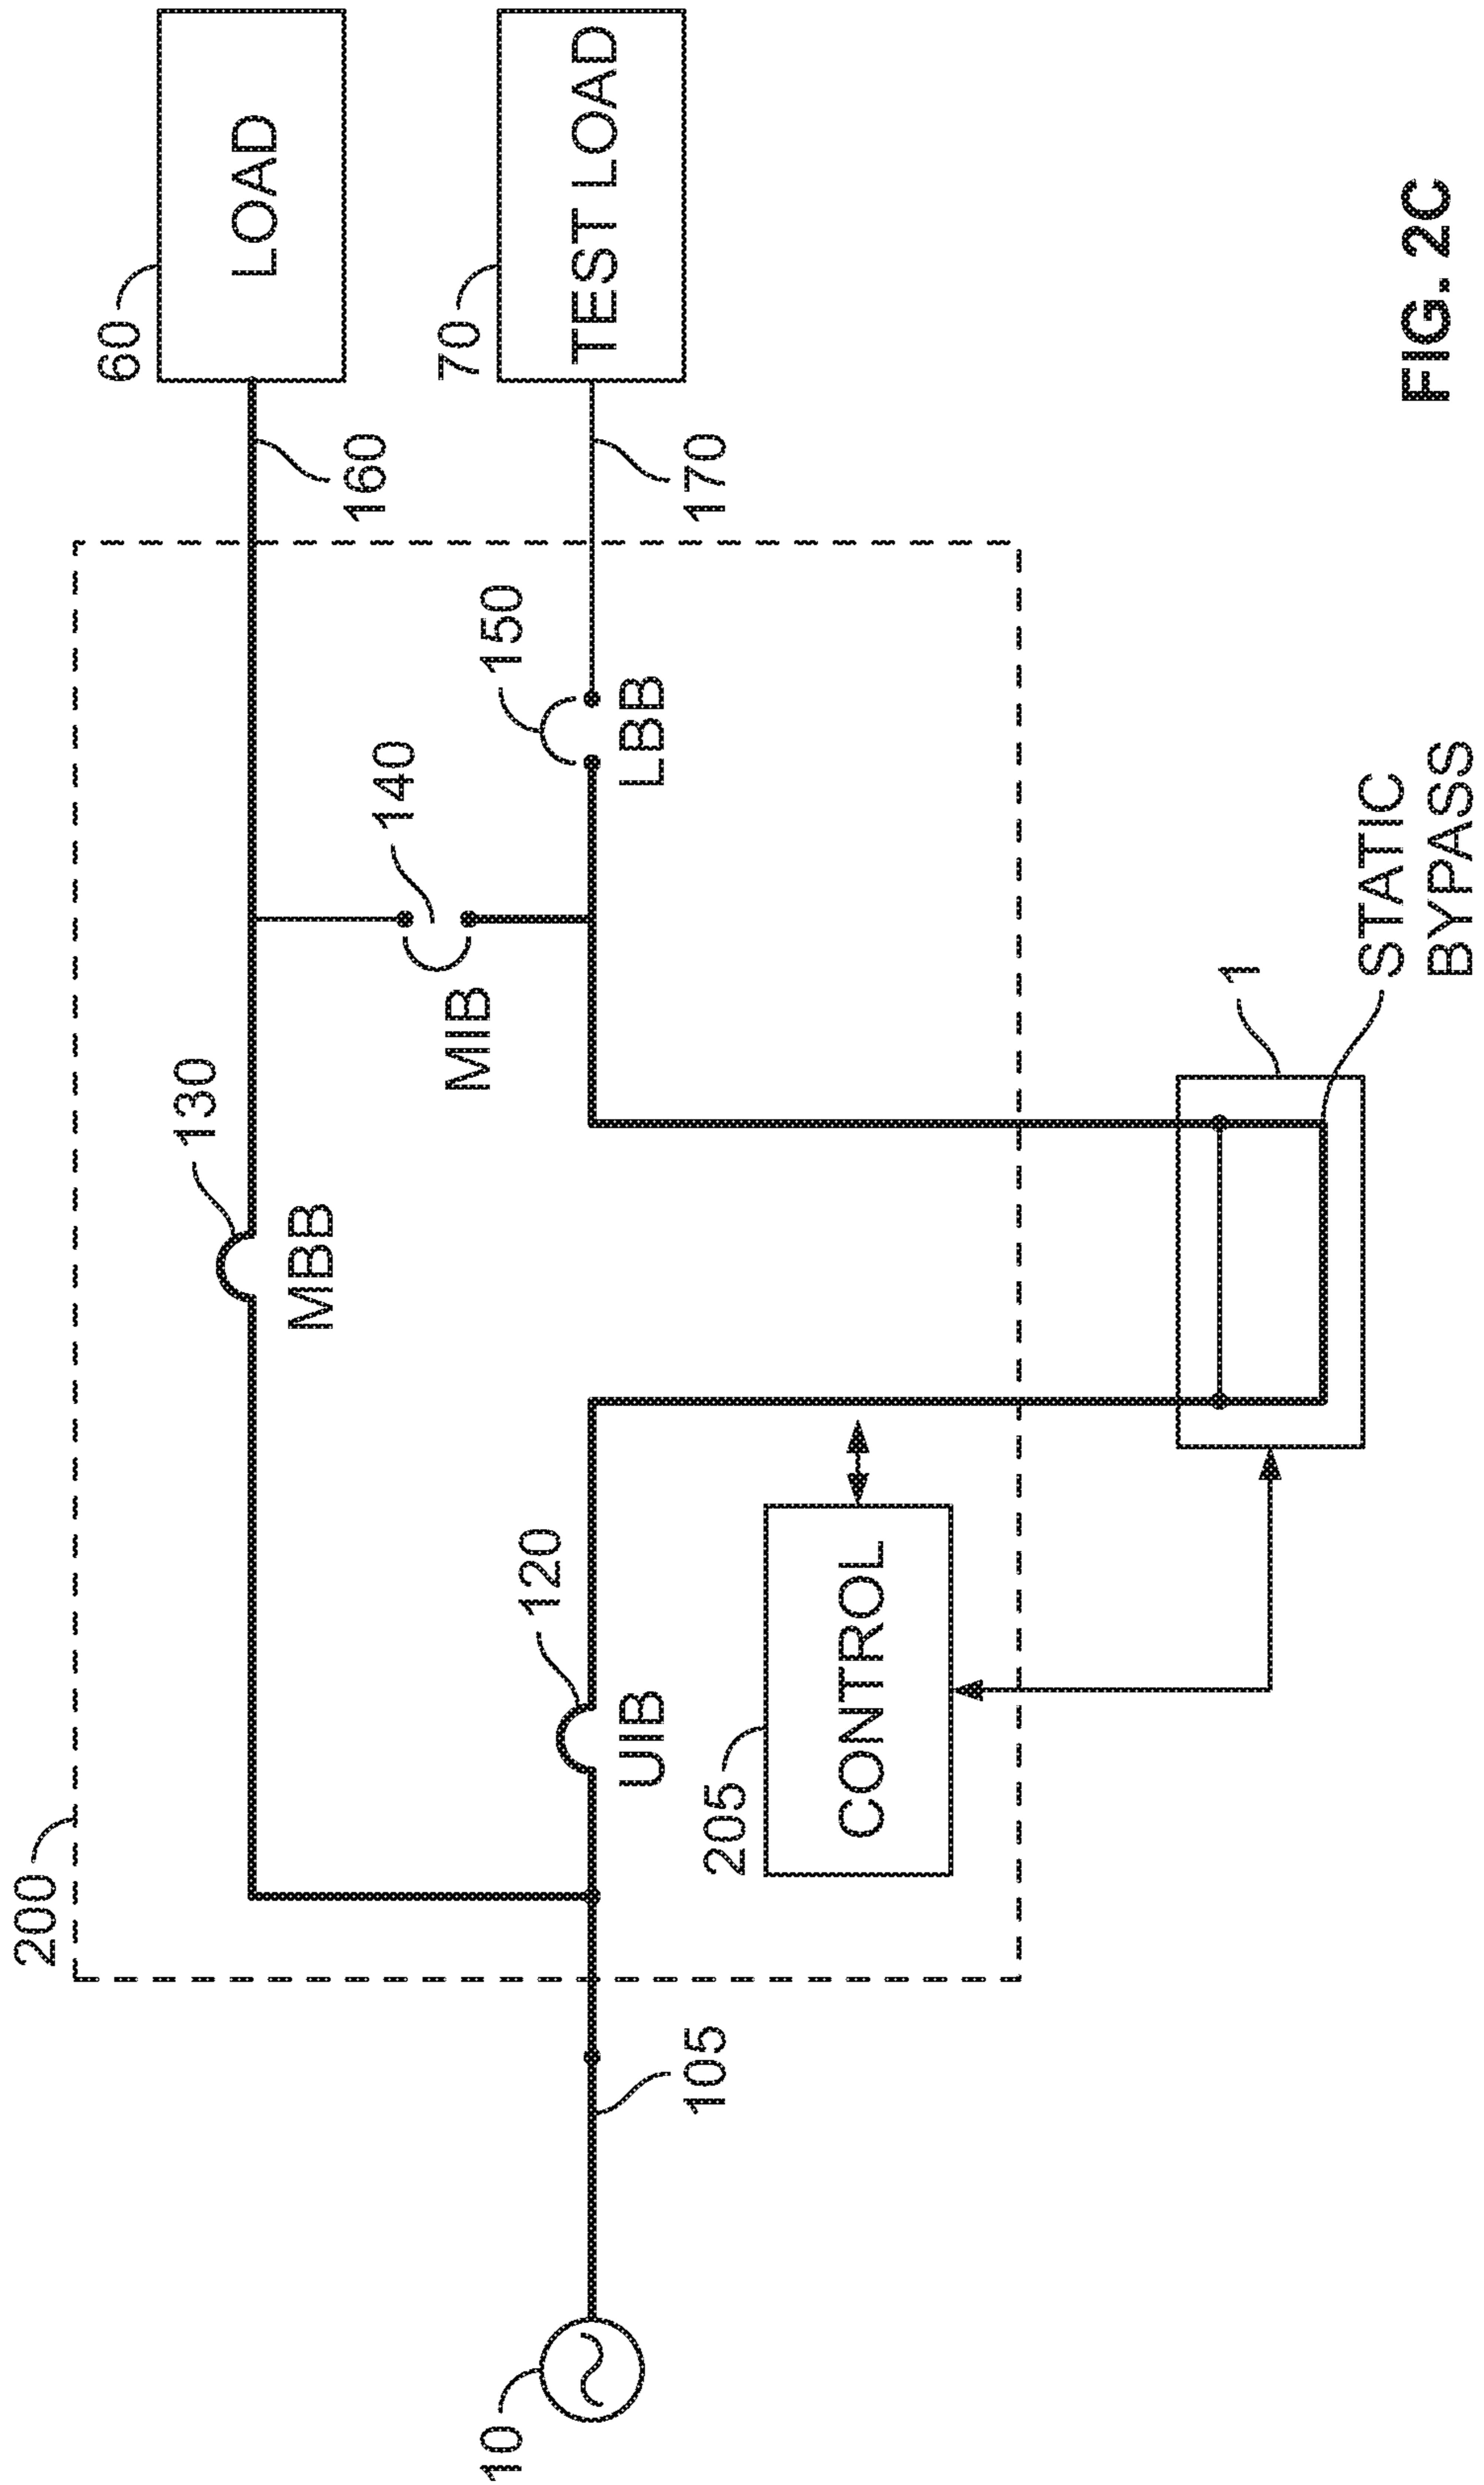 200
130
MBB
MIB
140
160
60
LOAD
10
105
120
UIB
150
LBB
170
70
TEST LOAD
205
CONTROL
1
STATIC
BYPASS
FIG. 2C